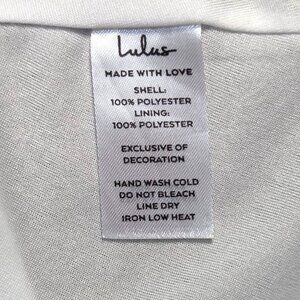 Lulus
MADE WITH LOVE
SHELL:
100% POLYESTER
LINING:
100% POLYESTER
EXCLUSIVE OF
DECORATION
HAND WASH COLD
DO NOT BLEACH
LINE DRY
IRON LOW HEAT